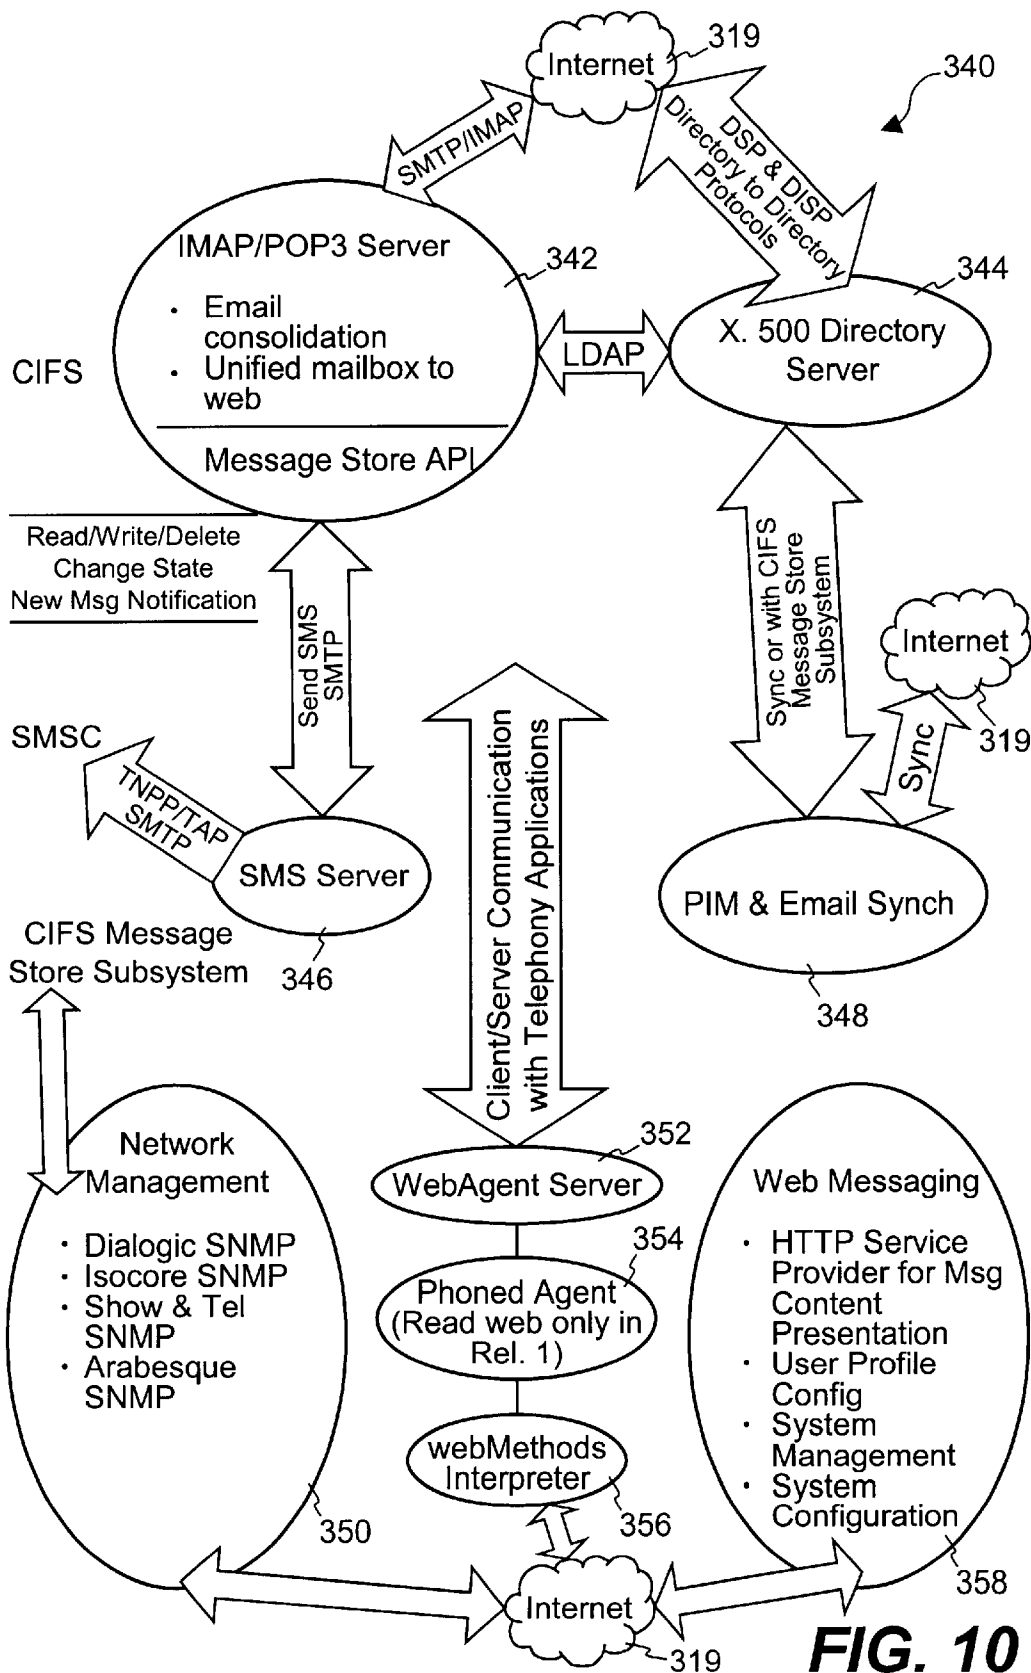 319
Internet
340
SMTP/IMAP
DSP & DISP
Directory to Directory
Protocols
IMAP/POP3 Server
342
· Email
consolidation
· Unified mailbox to
web
Message Store API
CIFS
LDAP
344
X. 500 Directory
Server
Read/Write/Delete
Change State
New Msg Notification
Send SMS
SMTP
Sync or with CIFS
Message Store
Subsystem
Internet
319
Sync
SMSC
TNPP/TAP
SMTP
SMS Server
346
Client/Server Communication
with Telephony Applications
PIM & Email Synch
348
CIFS Message
Store Subsystem
Network
Management
· Dialogic SNMP
· Isocore SNMP
· Show & Tel
SNMP
· Arabesque
SNMP
350
352
WebAgent Server
354
Phoned Agent
(Read web only in
Rel. 1)
webMethods
Interpreter
356
Web Messaging
· HTTP Service
Provider for Msg
Content
Presentation
· User Profile
Config
· System
Management
· System
Configuration
358
Internet
319
FIG. 10